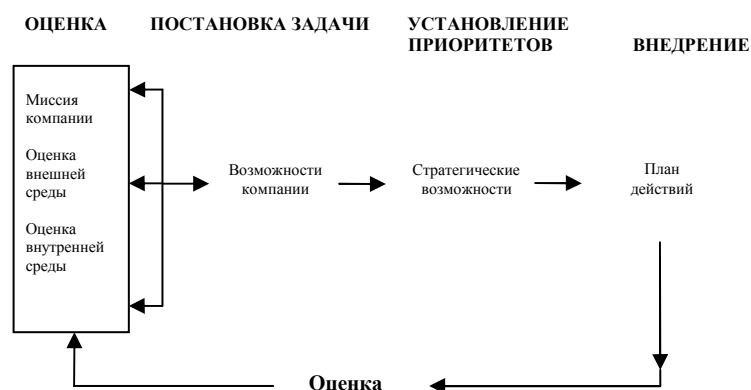 ОЦЕНКА
ПОСТАНОВКА ЗАДАЧИ
УСТАНОВЛЕНИЕ
ПРИОРИТЕТОВ
ВНЕДРЕНИЕ
Миссия
компании
Оценка
внешней
среды
Оценка
внутренней
среды
Возможности
компании
Стратегические
возможности
План
действий
Оценка